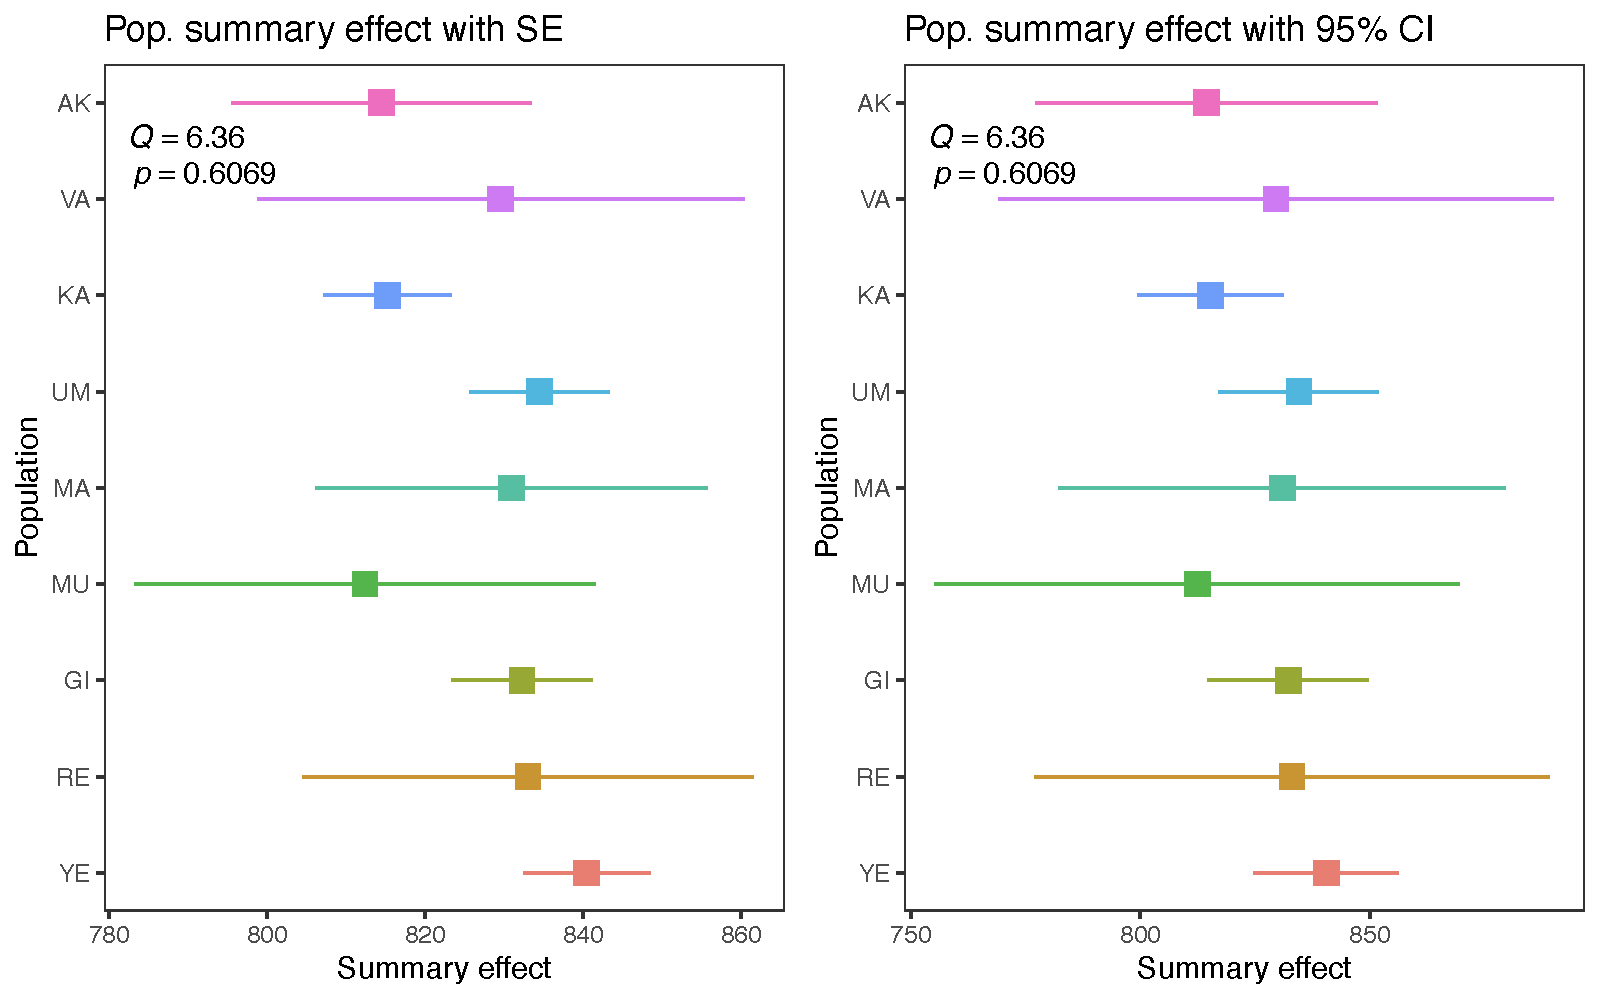 Pop. summary effect with SE
AK
VA
KA
UM
MA
MU
GI
RE
YE
Population
Q = 6.36
p = 0.6069
780 800 820 840 860
Summary effect
Pop. summary effect with 95% CI
AK
VA
KA
UM
MA
MU
GI
RE
YE
Population
Q = 6.36
p = 0.6069
750 800 850
Summary effect